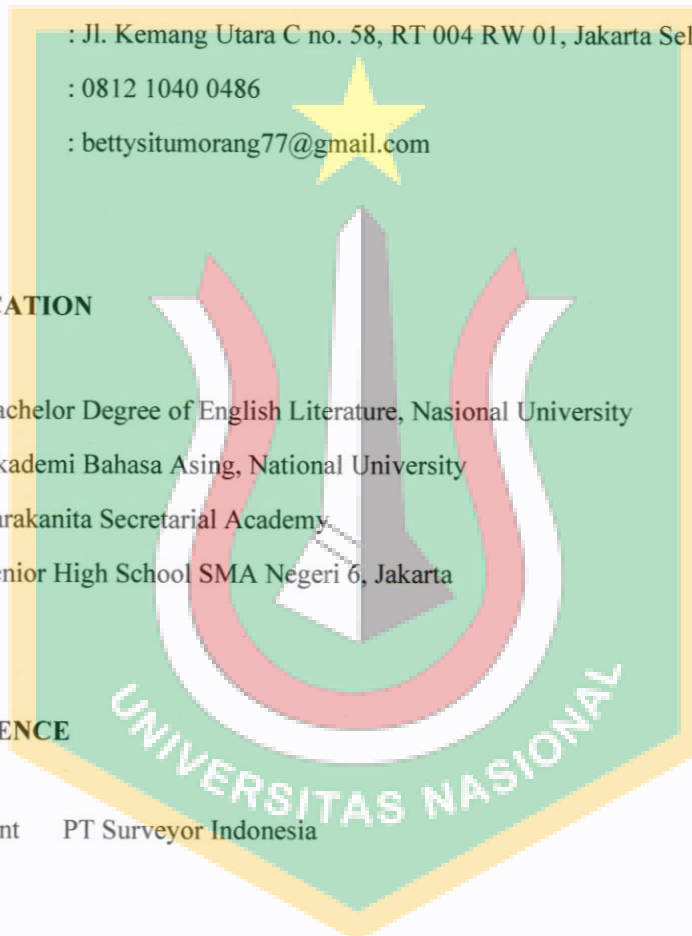 : Jl. Kemang Utara C no. 58, RT 004 RW 01, Jakarta Sel
: 0812 1040 0486
: bettysitumorang77@gmail.com
CATION
achelor Degree of English Literature, Nasional University
kademi Bahasa Asing, National University
arakanita Secretarial Academy
enior High School SMA Negeri 6, Jakarta
ENCE
nt PT Surveyor Indonesia
UNIVERSITAS NASIONAL